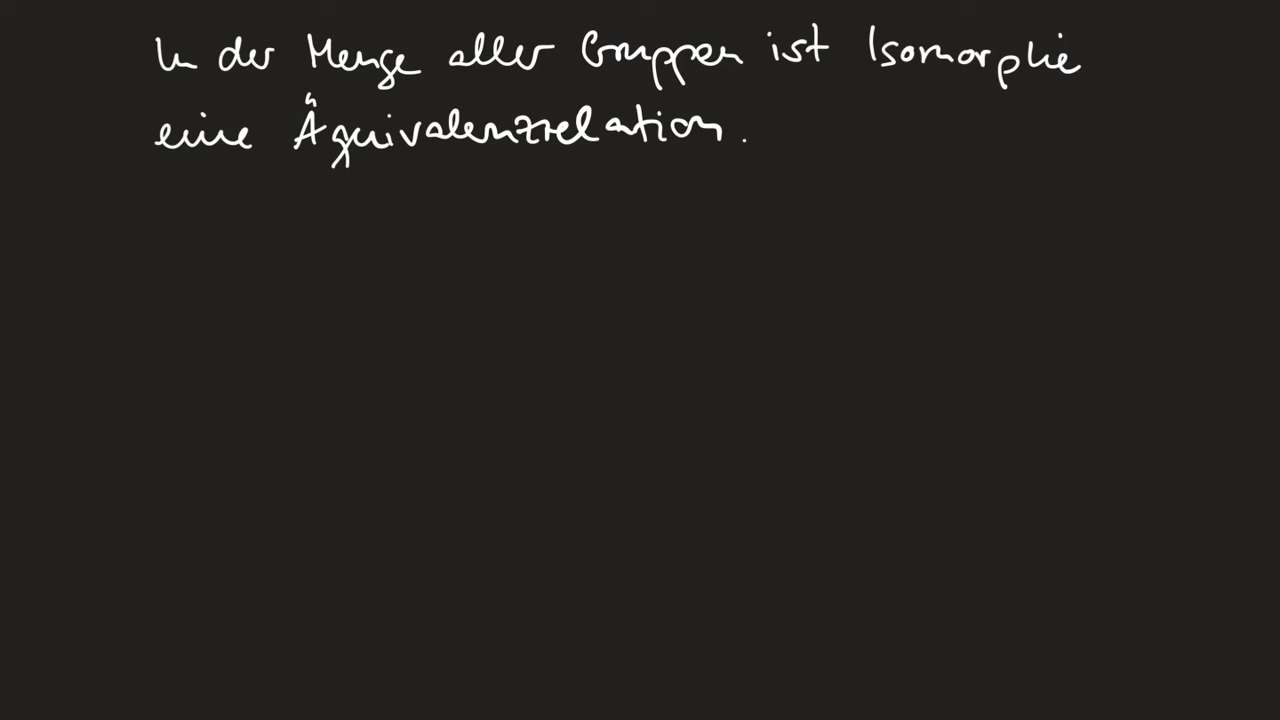 In der Menge aller Gruppen ist Isomorphie
eine Äquivalenzrelation.